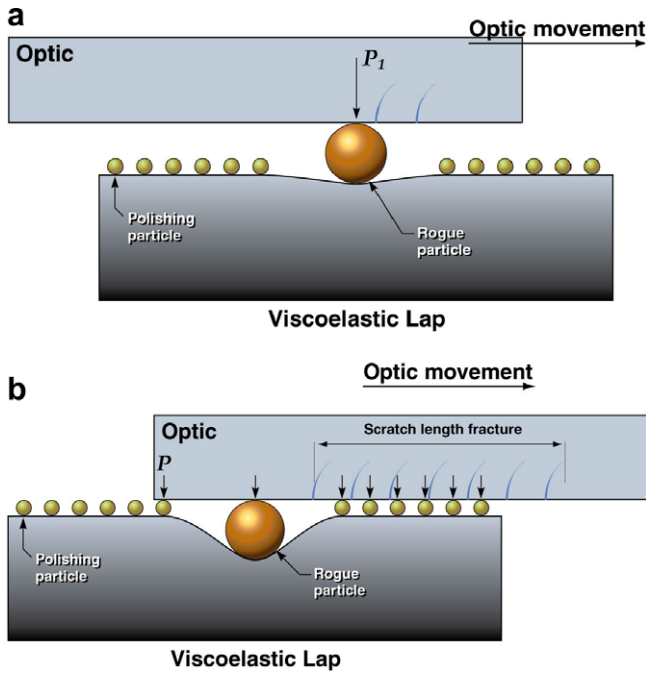 a
Optic movement
Optic
P1
Polishing
particle
Rogue
particle
Viscoelastic Lap
b
Optic movement
Optic
Scratch length fracture
P
Polishing
particle
Rogue
particle
Viscoelastic Lap